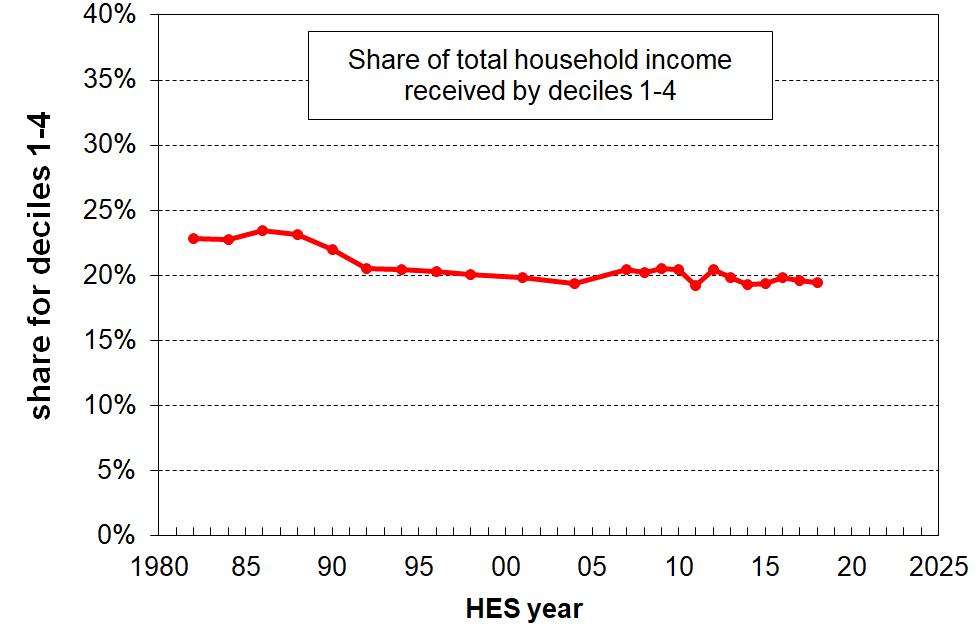 Share of total household income
received by deciles 1-4
share for deciles 1-4
40%
35%
30%
25%
20%
15%
10%
5%
0%
1980 85 90 95 00 05 10 15 20 2025
HES year